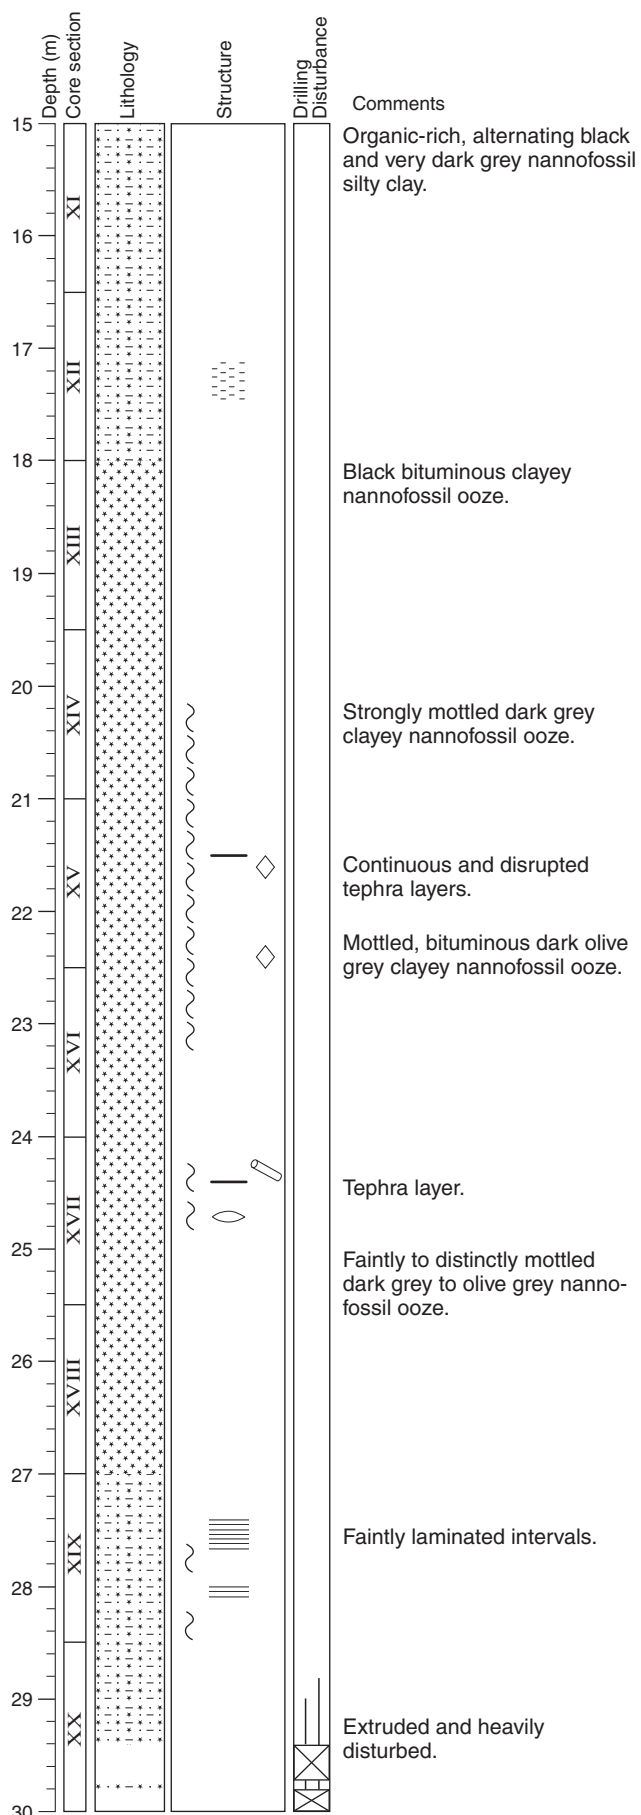 Depth (m)
Core section
Lithology
Structure
Drilling
Disturbance
Comments
15
Organic-rich, alternating black
and very dark grey nannofossil
silty clay.
XI
16
17
XII
18
Black bituminous clayey
nannofossil ooze.
XIII
19
20
XIV
Strongly mottled dark grey
clayey nannofossil ooze.
21
XV
Continuous and disrupted
tephra layers.
22
Mottled, bituminous dark olive
grey clayey nannofossil ooze.
23
XVI
24
Tephra layer.
XVII
25
Faintly to distinctly mottled
dark grey to olive grey nanno-
fossil ooze.
26
XVIII
27
Faintly laminated intervals.
XIX
28
29
XX
Extruded and heavily
disturbed.
30